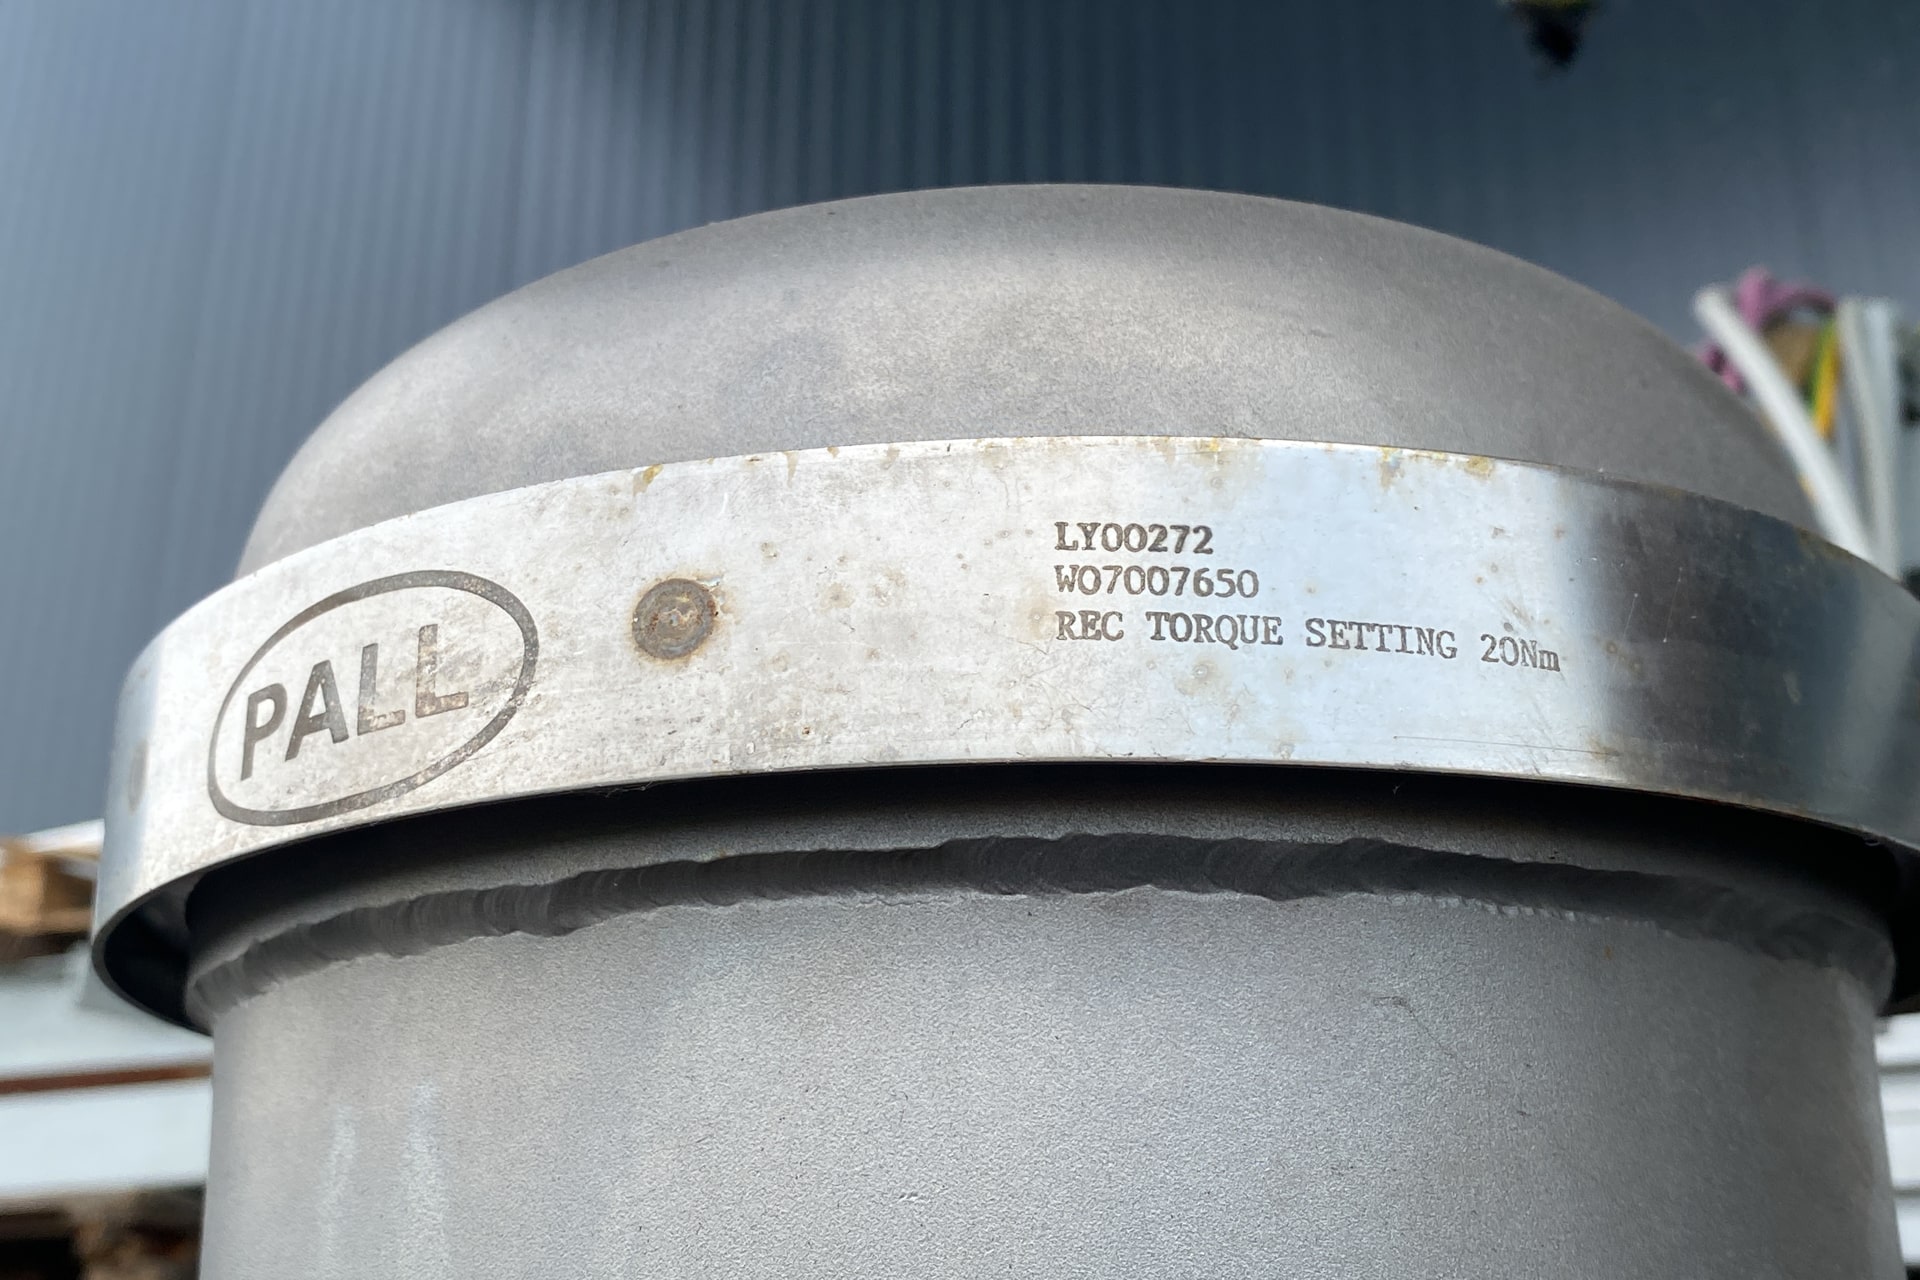 PALL
LY00272
WO7007650
REC TORQUE SETTING 20Nm